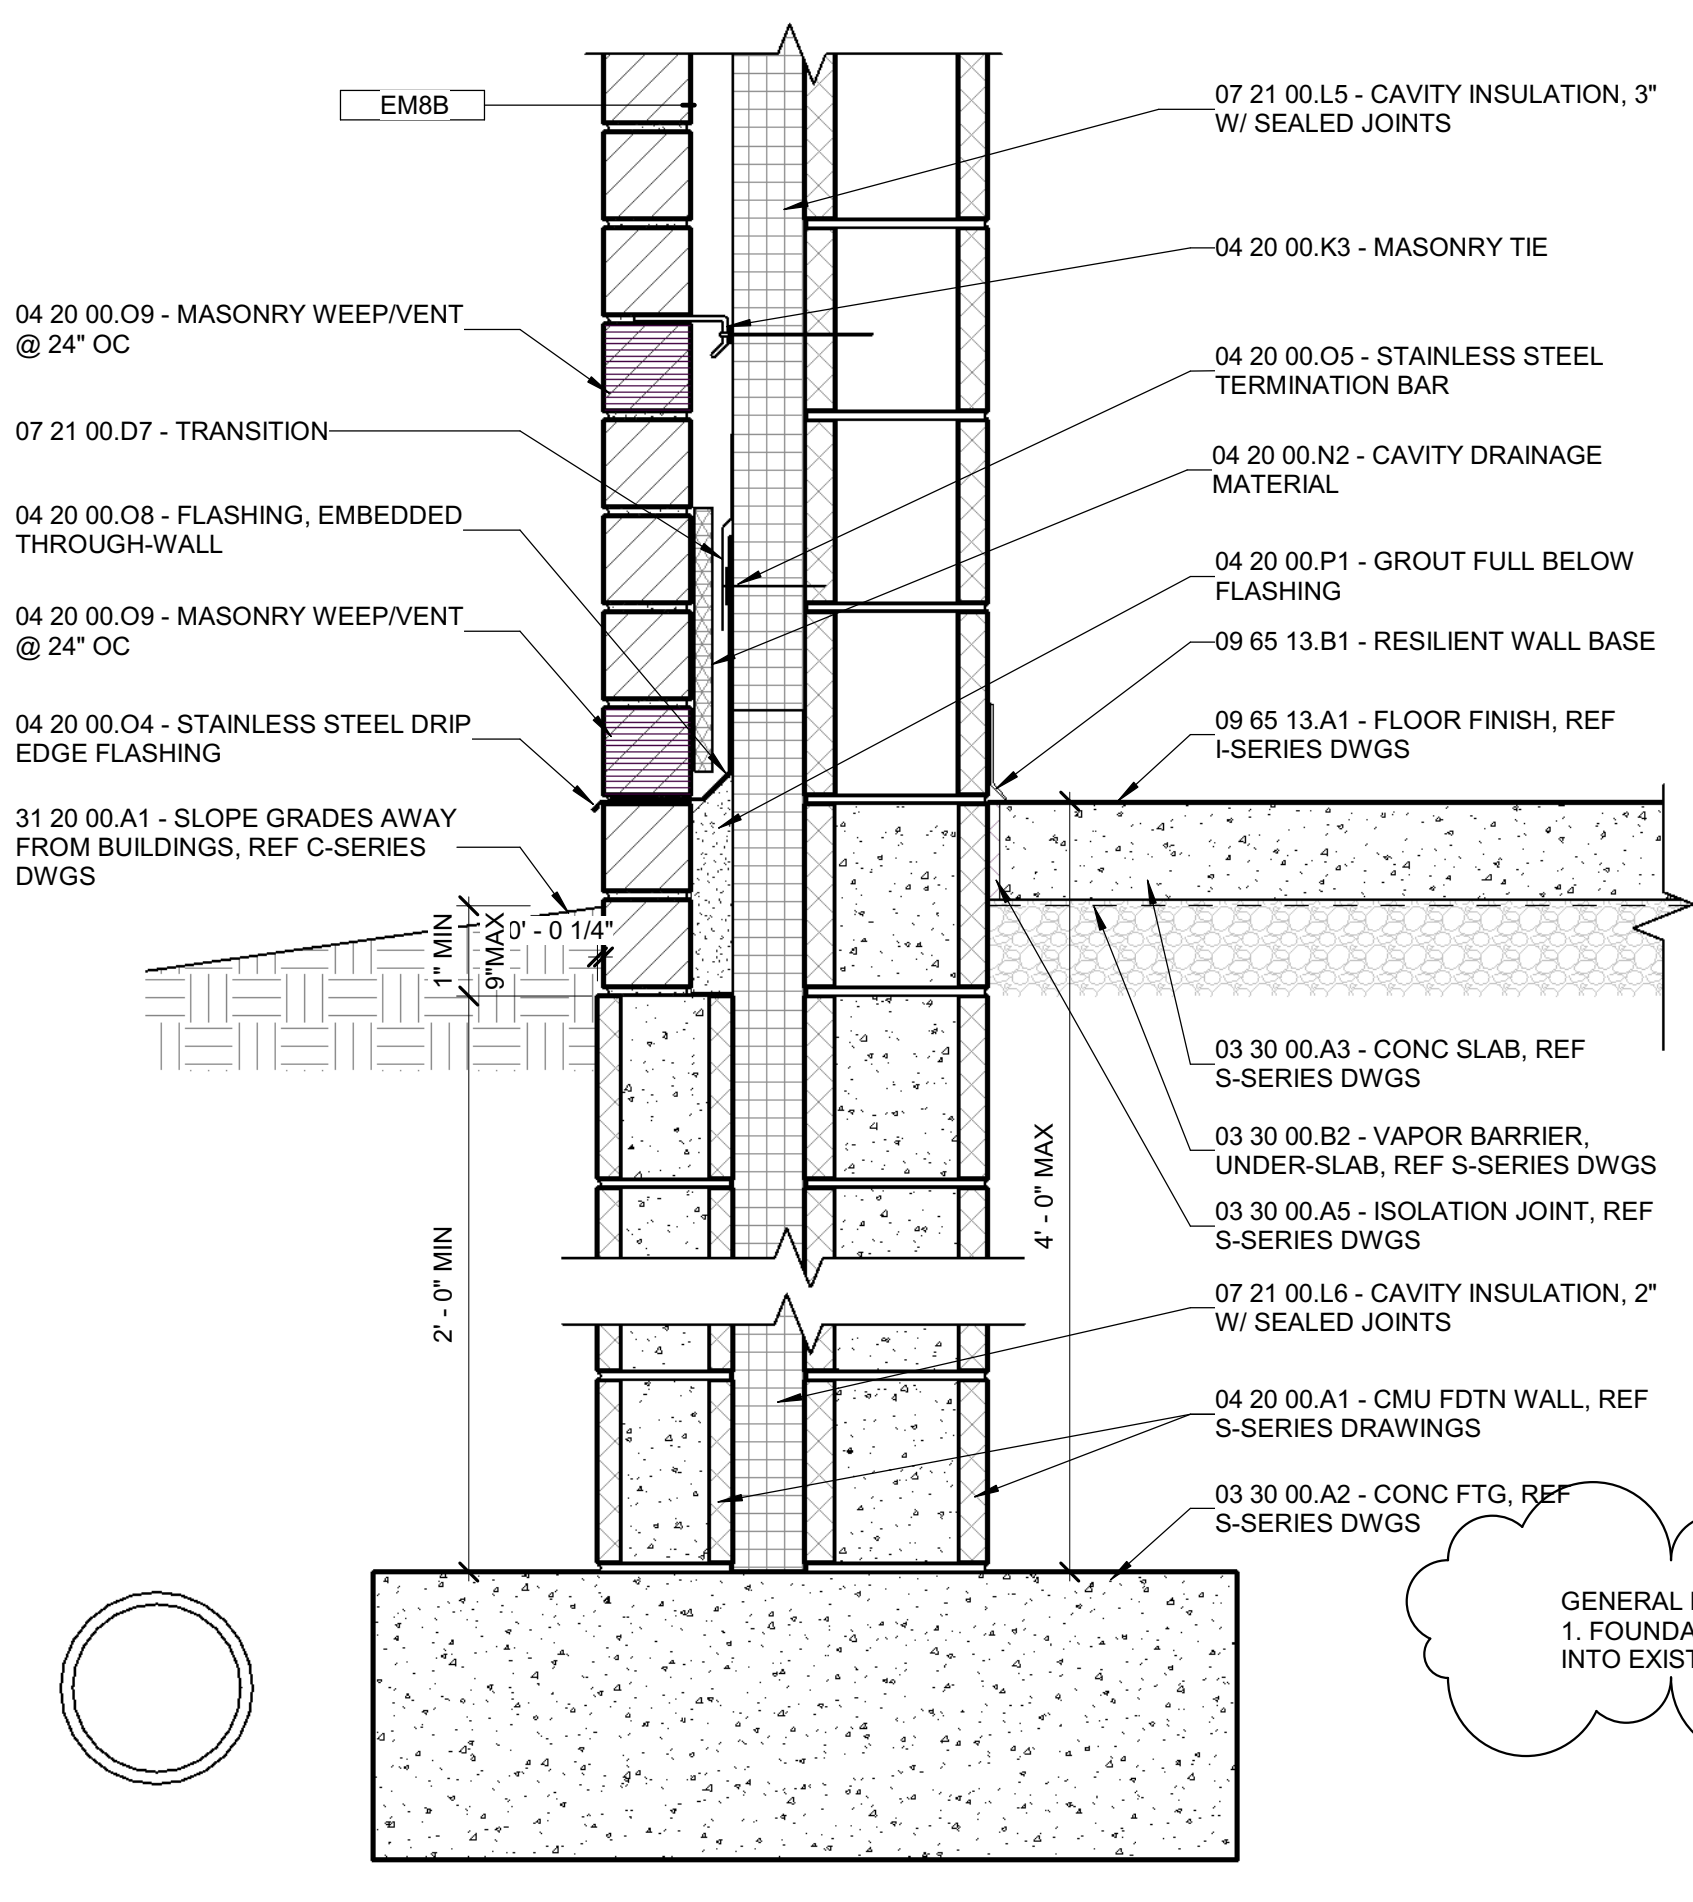 EM8B
04 20 00.O9 - MASONRY WEEP/VENT
@ 24" OC
07 21 00.D7 - TRANSITION
04 20 00.O8 - FLASHING, EMBEDDED
THROUGH-WALL
04 20 00.O9 - MASONRY WEEP/VENT
@ 24" OC
04 20 00.O4 - STAINLESS STEEL DRIP
EDGE FLASHING
31 20 00.A1 - SLOPE GRADES AWAY
FROM BUILDINGS, REF C-SERIES
DWGS
1" MIN
9"MAX
0' - 0 1/4"
2' - 0" MIN
4' - 0" MAX
07 21 00.L5 - CAVITY INSULATION, 3"
W/ SEALED JOINTS
04 20 00.K3 - MASONRY TIE
04 20 00.O5 - STAINLESS STEEL
TERMINATION BAR
04 20 00.N2 - CAVITY DRAINAGE
MATERIAL
04 20 00.P1 - GROUT FULL BELOW
FLASHING
09 65 13.B1 - RESILIENT WALL BASE
09 65 13.A1 - FLOOR FINISH, REF
I-SERIES DWGS
03 30 00.A3 - CONC SLAB, REF
S-SERIES DWGS
03 30 00.B2 - VAPOR BARRIER,
UNDER-SLAB, REF S-SERIES DWGS
03 30 00.A5 - ISOLATION JOINT, REF
S-SERIES DWGS
07 21 00.L6 - CAVITY INSULATION, 2"
W/ SEALED JOINTS
04 20 00.A1 - CMU FDTN WALL, REF
S-SERIES DRAWINGS
03 30 00.A2 - CONC FTG, REF
S-SERIES DWGS
GENERAL
1. FOUNDA
INTO EXIST